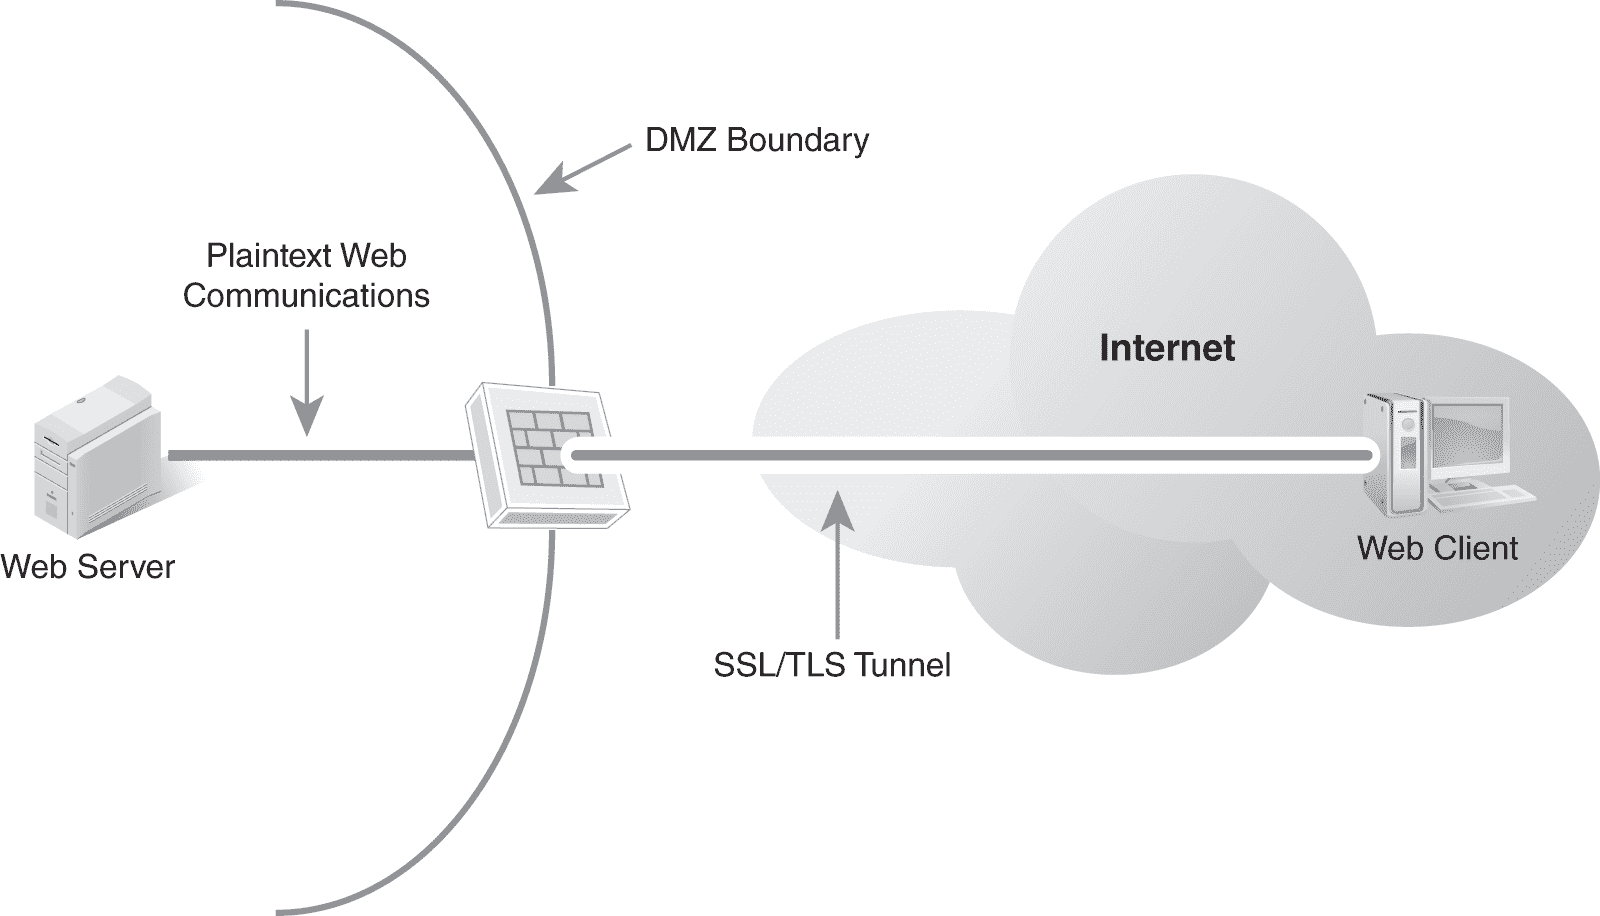 DMZ Boundary
Plaintext Web
Communications
Internet
Web Server
Web Client
SSL/TLS Tunnel